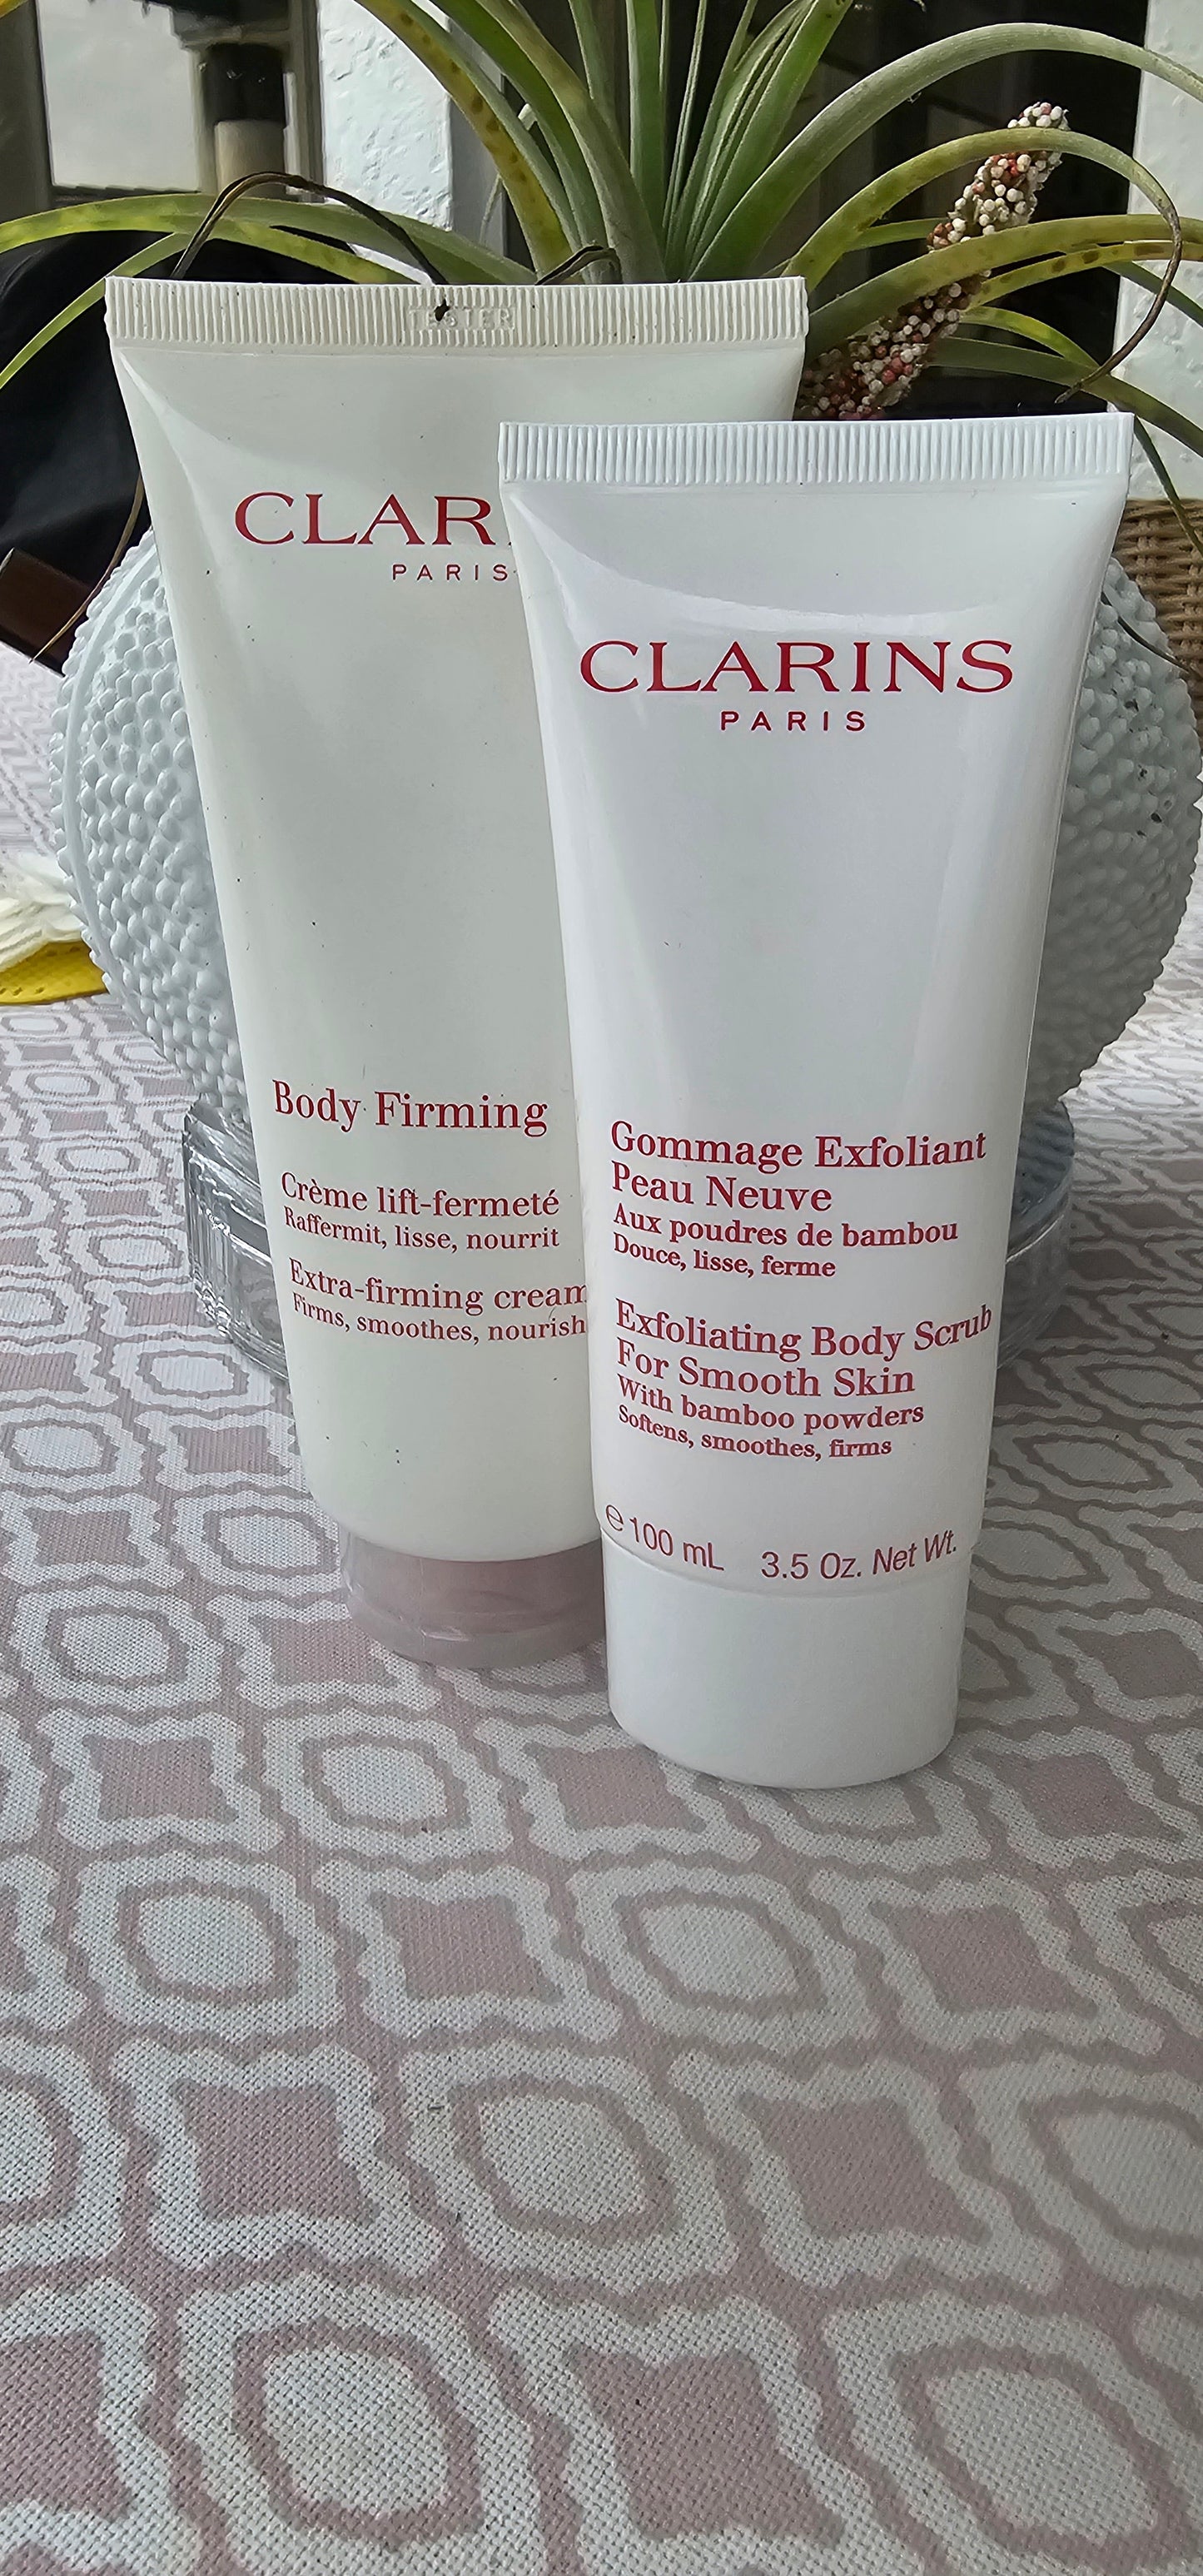 TESTER
CLAR
PARIS
Body Firming
Crème lift-fermeté
Raffermit, lisse, nourrit
Extra-firming cream
Firms, smoothes, nourish
CLARINS
PARIS
Gommage Exfoliant
Peau Neuve
Aux poudres de bambou
Douce, lisse, ferme
Exfoliating Body Scrub
For Smooth Skin
With bamboo powders
Softens, smoothes, firms
℮ 100 mL 3.5 Oz. Net Wt.